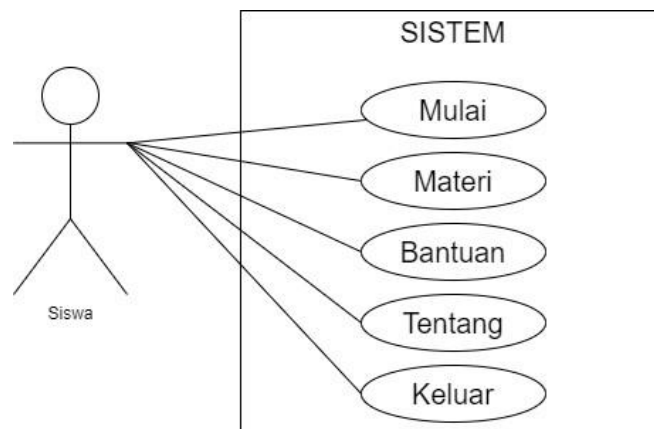 SISTEM
Mulai
Materi
Bantuan
Tentang
Keluar
Siswa